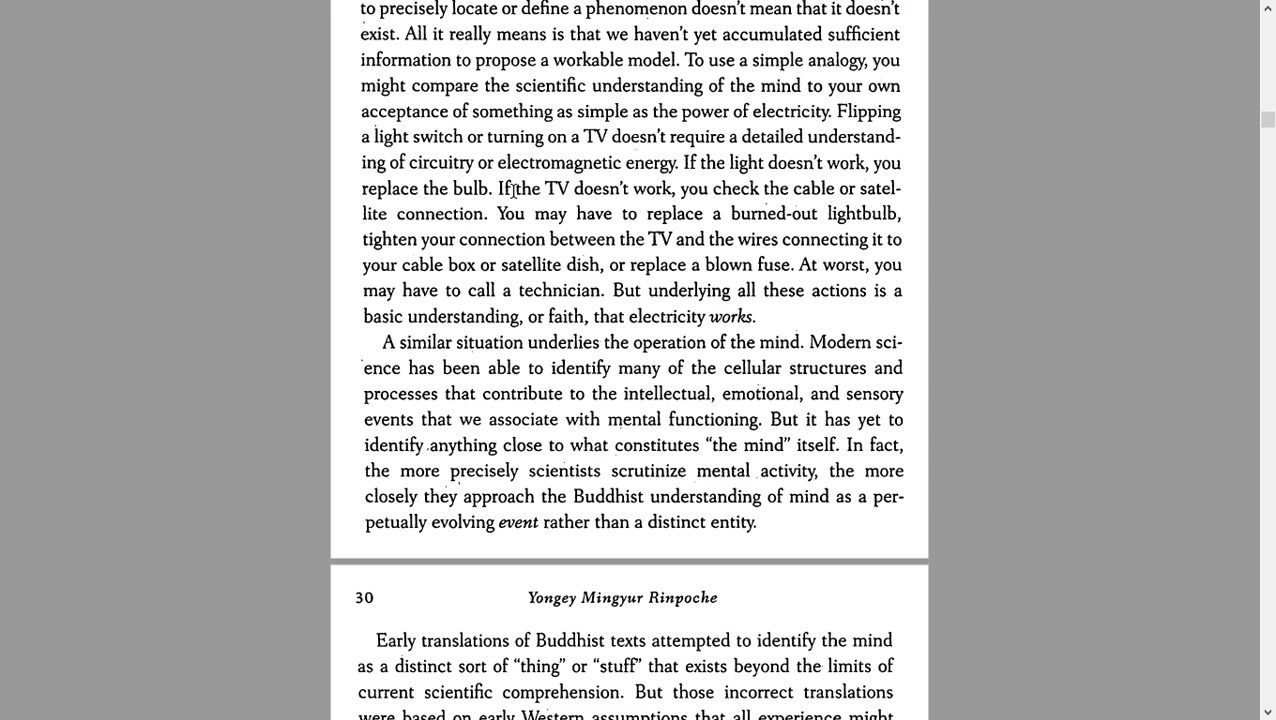 to precisely locate or define a phenomenon doesn't mean that it doesn't
exist. All it really means is that we haven't yet accumulated sufficient
information to propose a workable model. To use a simple analogy, you
might compare the scientific understanding of the mind to your own
acceptance of something as simple as the power of electricity. Flipping
a light switch or turning on a TV doesn't require a detailed understand-
ing of circuitry or electromagnetic energy. If the light doesn't work, you
replace the bulb. If the TV doesn't work, you check the cable or satel-
lite connection. You may have to replace a burned-out lightbulb,
tighten your connection between the TV and the wires connecting it to
your cable box or satellite dish, or replace a blown fuse. At worst, you
may have to call a technician. But underlying all these actions is a
basic understanding, or faith, that electricity works.
A similar situation underlies the operation of the mind. Modern sci-
ence has been able to identify many of the cellular structures and
processes that contribute to the intellectual, emotional, and sensory
events that we associate with mental functioning. But it has yet to
identify anything close to what constitutes "the mind" itself. In fact,
the more precisely scientists scrutinize mental activity, the more
closely they approach the Buddhist understanding of mind as a per-
petually evolving event rather than a distinct entity.
30 Yongey Mingyur Rinpoche
Early translations of Buddhist texts attempted to identify the mind
as a distinct sort of "thing" or "stuff" that exists beyond the limits of
current scientific comprehension. But those incorrect translations
were based on early Western assumptions that all experience might